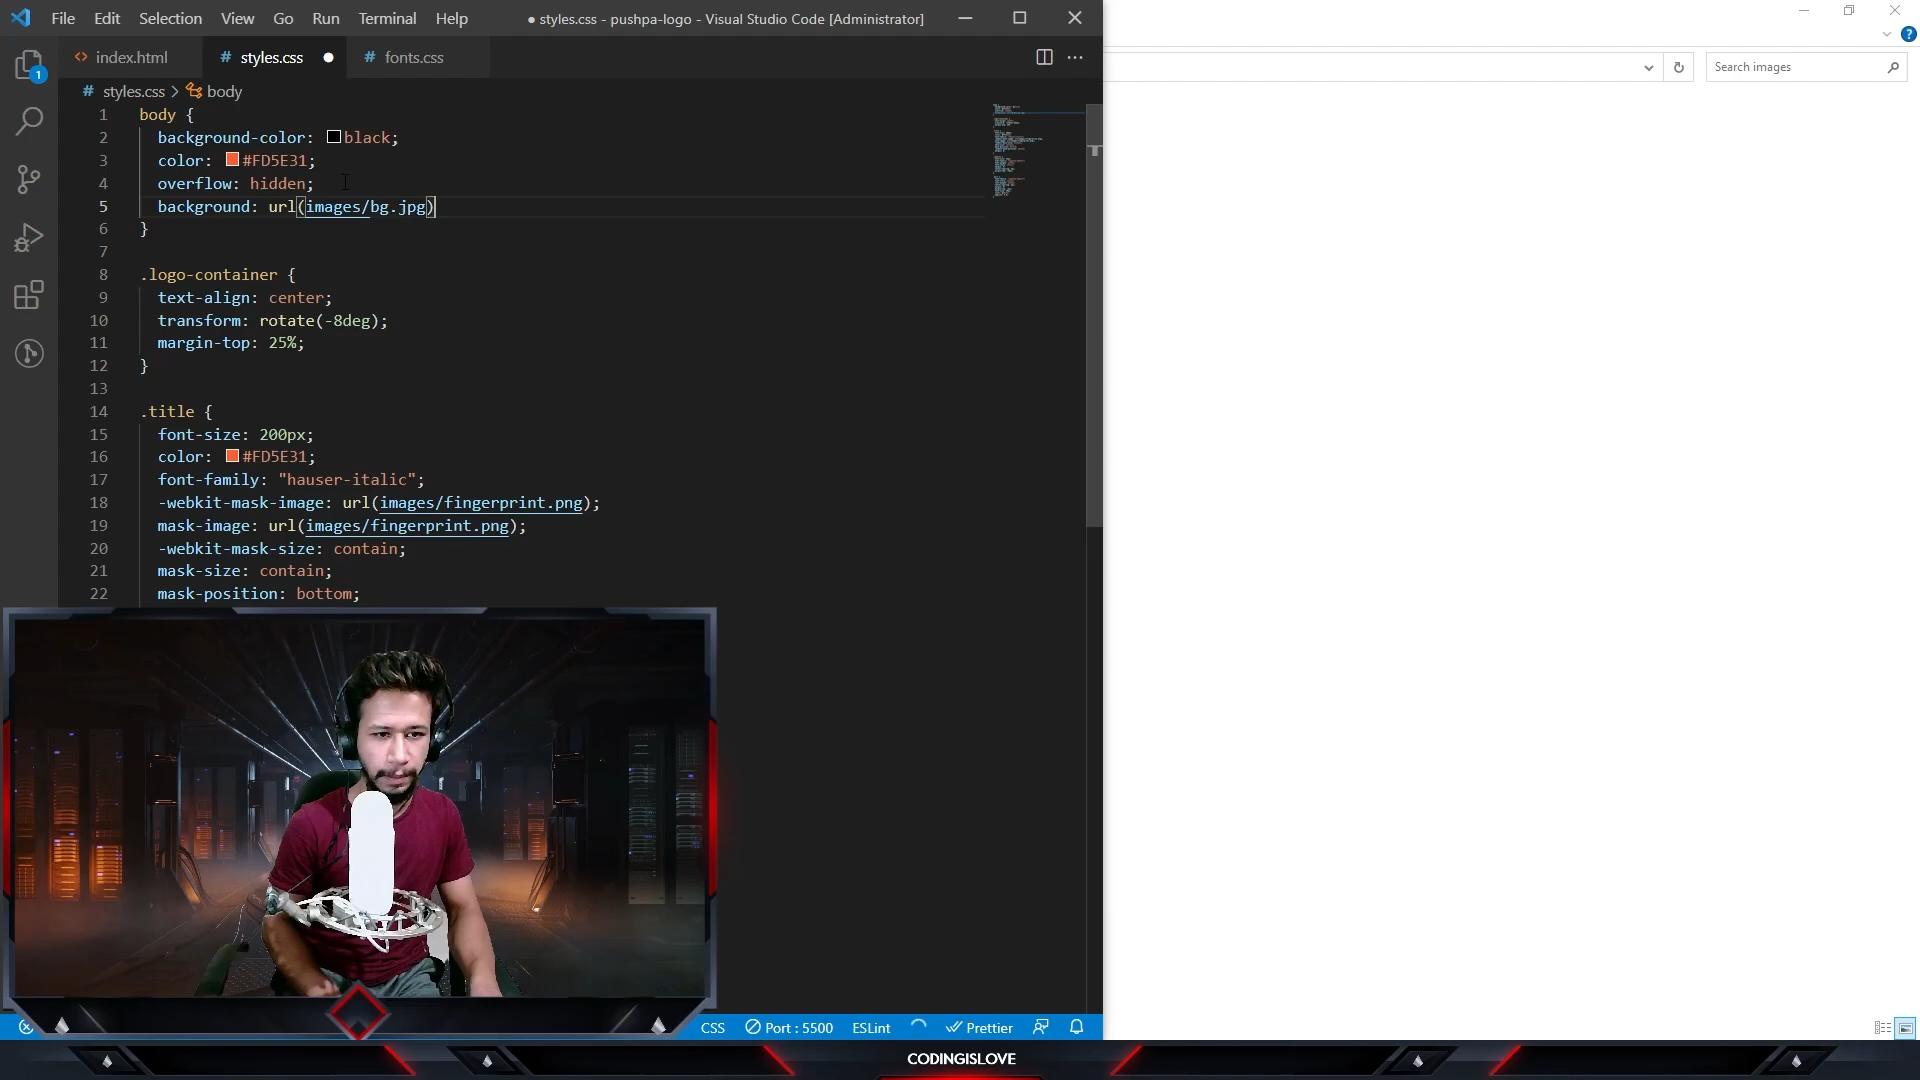 File Edit Selection View Go Run Terminal Help ● styles.css - pushpa-logo - Visual Studio Code [Administrator]
index.html # styles.css ● # fonts.css
# styles.css > body
1 body {
2 background-color: black;
3 color: #FD5E31;
4 overflow: hidden;
5 background: url(images/bg.jpg)
6 }
7
8 .logo-container {
9 text-align: center;
10 transform: rotate(-8deg);
11 margin-top: 25%;
12 }
13
14 .title {
15 font-size: 200px;
16 color: #FD5E31;
17 font-family: "hauser-italic";
18 -webkit-mask-image: url(images/fingerprint.png);
19 mask-image: url(images/fingerprint.png);
20 -webkit-mask-size: contain;
21 mask-size: contain;
22 mask-position: bottom;
1
Search images
?
CSS Port : 5500 ESLint Prettier
CODINGISLOVE